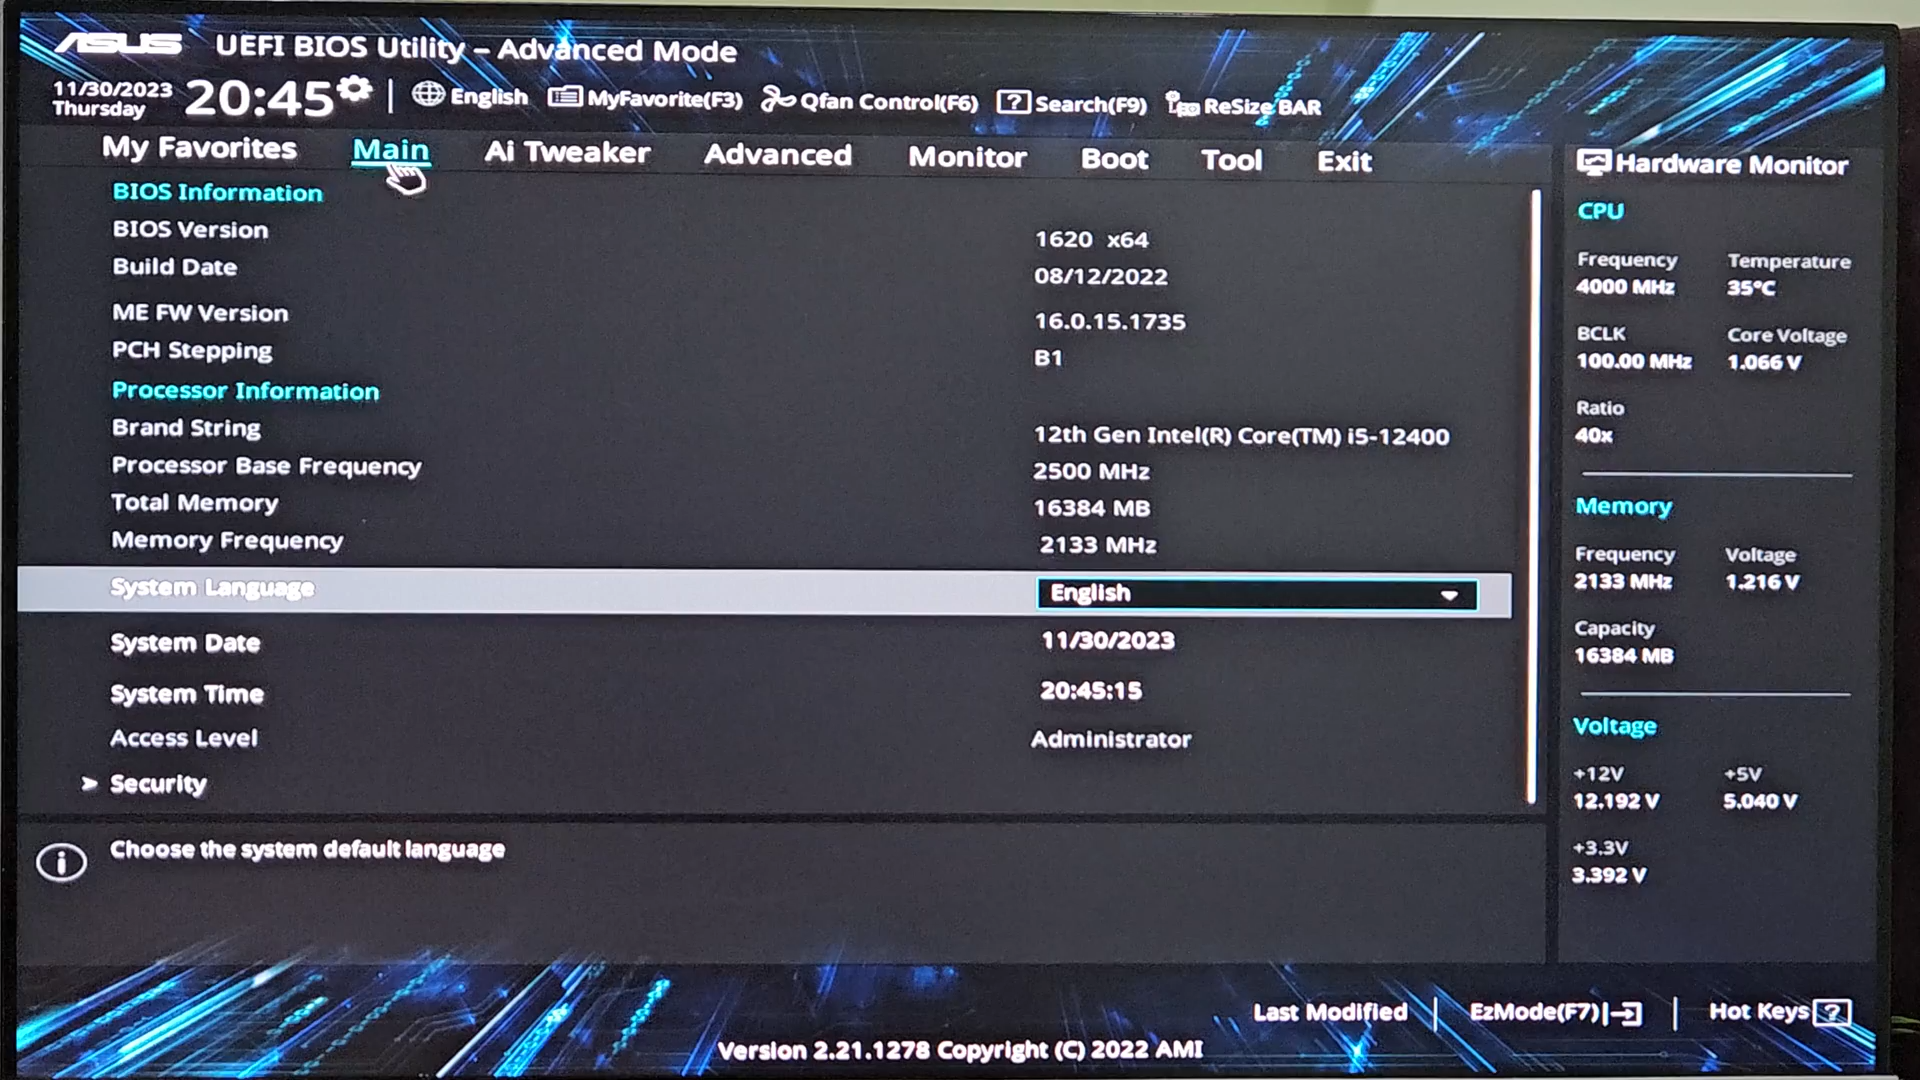 ASUS UEFI BIOS Utility – Advanced Mode
11/30/2023
Thursday
20:45
English
MyFavorite(F3)
Qfan Control(F6)
Search(F9)
ReSize BAR
My Favorites
Main
Ai Tweaker
Advanced
Monitor
Boot
Tool
Exit
BIOS Information
BIOS Version 1620 x64
Build Date 08/12/2022
ME FW Version 16.0.15.1735
PCH Stepping B1
Processor Information
Brand String 12th Gen Intel(R) Core(TM) i5-12400
Processor Base Frequency 2500 MHz
Total Memory 16384 MB
Memory Frequency 2133 MHz
System Language English
System Date 11/30/2023
System Time 20:45:15
Access Level Administrator
> Security
Choose the system default language
Hardware Monitor
CPU
Frequency Temperature
4000 MHz 35°C
BCLK Core Voltage
100.00 MHz 1.066 V
Ratio
40x
Memory
Frequency Voltage
2133 MHz 1.216 V
Capacity
16384 MB
Voltage
+12V +5V
12.192 V 5.040 V
+3.3V
3.392 V
Last Modified
EzMode(F7)
Hot Keys ?
Version 2.21.1278 Copyright (C) 2022 AMI